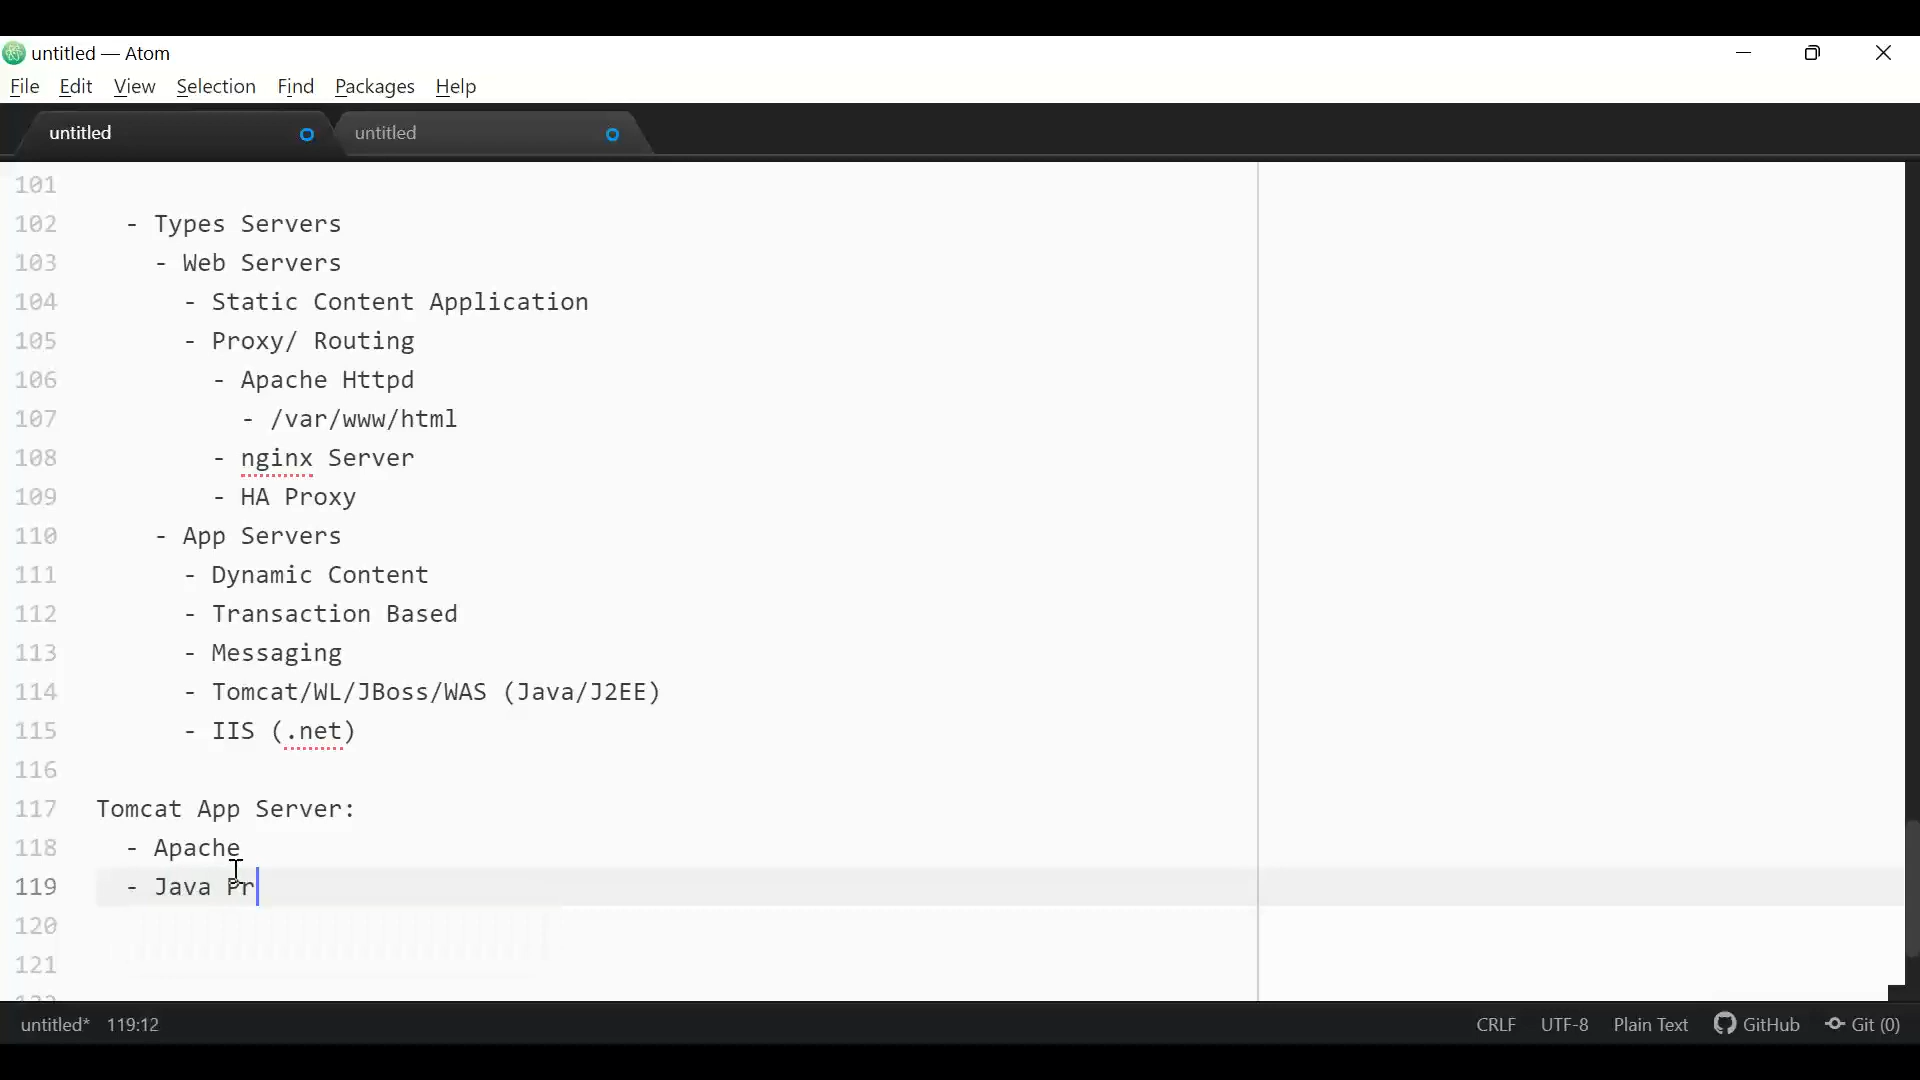 untitled — Atom
File Edit View Selection Find Packages Help
untitled untitled
101
102 - Types Servers
103 - Web Servers
104 - Static Content Application
105 - Proxy/ Routing
106 - Apache Httpd
107 - /var/www/html
108 - nginx Server
109 - HA Proxy
110 - App Servers
111 - Dynamic Content
112 - Transaction Based
113 - Messaging
114 - Tomcat/WL/JBoss/WAS (Java/J2EE)
115 - IIS (.net)
116
117 Tomcat App Server:
118 - Apache
119 - Java Pr
120
121
untitled* 119:12 CRLF UTF-8 Plain Text GitHub Git (0)